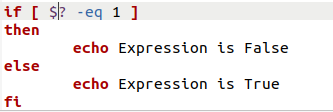 if [ $? -eq 1 ]
then
        echo Expression is False
else
        echo Expression is True
fi